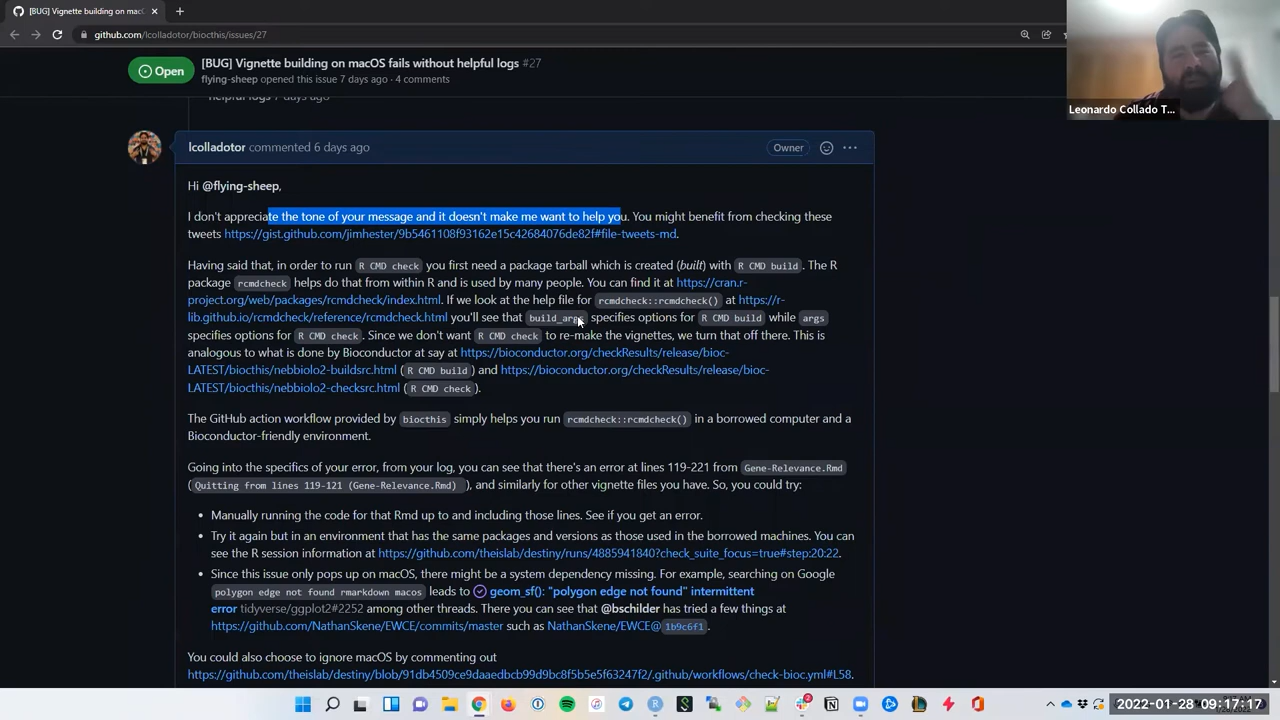 [BUG] Vignette building on mac
github.com/lcolladotor/biocthis/issues/27
Open
[BUG] Vignette building on macOS fails without helpful logs #27
flying-sheep opened this issue 7 days ago · 4 comments
helpful logs 7 days ago
lcolladotor commented 6 days ago
Owner
Hi @flying-sheep,
I don't appreciate the tone of your message and it doesn't make me want to help you. You might benefit from checking these
tweets https://gist.github.com/jimhester/9b5461108f93162e15c42684076de82f#file-tweets-md.
Having said that, in order to run R CMD check you first need a package tarball which is created (built) with R CMD build. The R
package rcmdcheck helps do that from within R and is used by many people. You can find it at https://cran.r-
project.org/web/packages/rcmdcheck/index.html. If we look at the help file for rcmdcheck::rcmdcheck() at https://r-
lib.github.io/rcmdcheck/reference/rcmdcheck.html you'll see that build_args specifies options for R CMD build while args
specifies options for R CMD check. Since we don't want R CMD check to re-make the vignettes, we turn that off there. This is
analogous to what is done by Bioconductor at say at https://bioconductor.org/checkResults/release/bioc-
LATEST/biocthis/nebbiolo2-buildsrc.html (R CMD build) and https://bioconductor.org/checkResults/release/bioc-
LATEST/biocthis/nebbiolo2-checksrc.html (R CMD check).
The GitHub action workflow provided by biocthis simply helps you run rcmdcheck::rcmdcheck() in a borrowed computer and a
Bioconductor-friendly environment.
Going into the specifics of your error, from your log, you can see that there's an error at lines 119-221 from Gene-Relevance.Rmd
(Quitting from lines 119-121 (Gene-Relevance.Rmd)), and similarly for other vignette files you have. So, you could try:
• Manually running the code for that Rmd up to and including those lines. See if you get an error.
• Try it again but in an environment that has the same packages and versions as those used in the borrowed machines. You can
see the R session information at https://github.com/theislab/destiny/runs/4885941840?check_suite_focus=true#step:20:22.
• Since this issue only pops up on macOS, there might be a system dependency missing. For example, searching on Google
polygon edge not found rmarkdown macos leads to geom_sf(): "polygon edge not found" intermittent
error tidyverse/ggplot2#2252 among other threads. There you can see that @bschilder has tried a few things at
https://github.com/NathanSkene/EWCE/commits/master such as NathanSkene/EWCE@1b9c6f1.
You could also choose to ignore macOS by commenting out
https://github.com/theislab/destiny/blob/91db4509ce9daaedbcb99d9bc8f5b5e5f63247f2/.github/workflows/check-bioc.yml#L58.
Leonardo Collado T...
2022-01-28 09:17:17